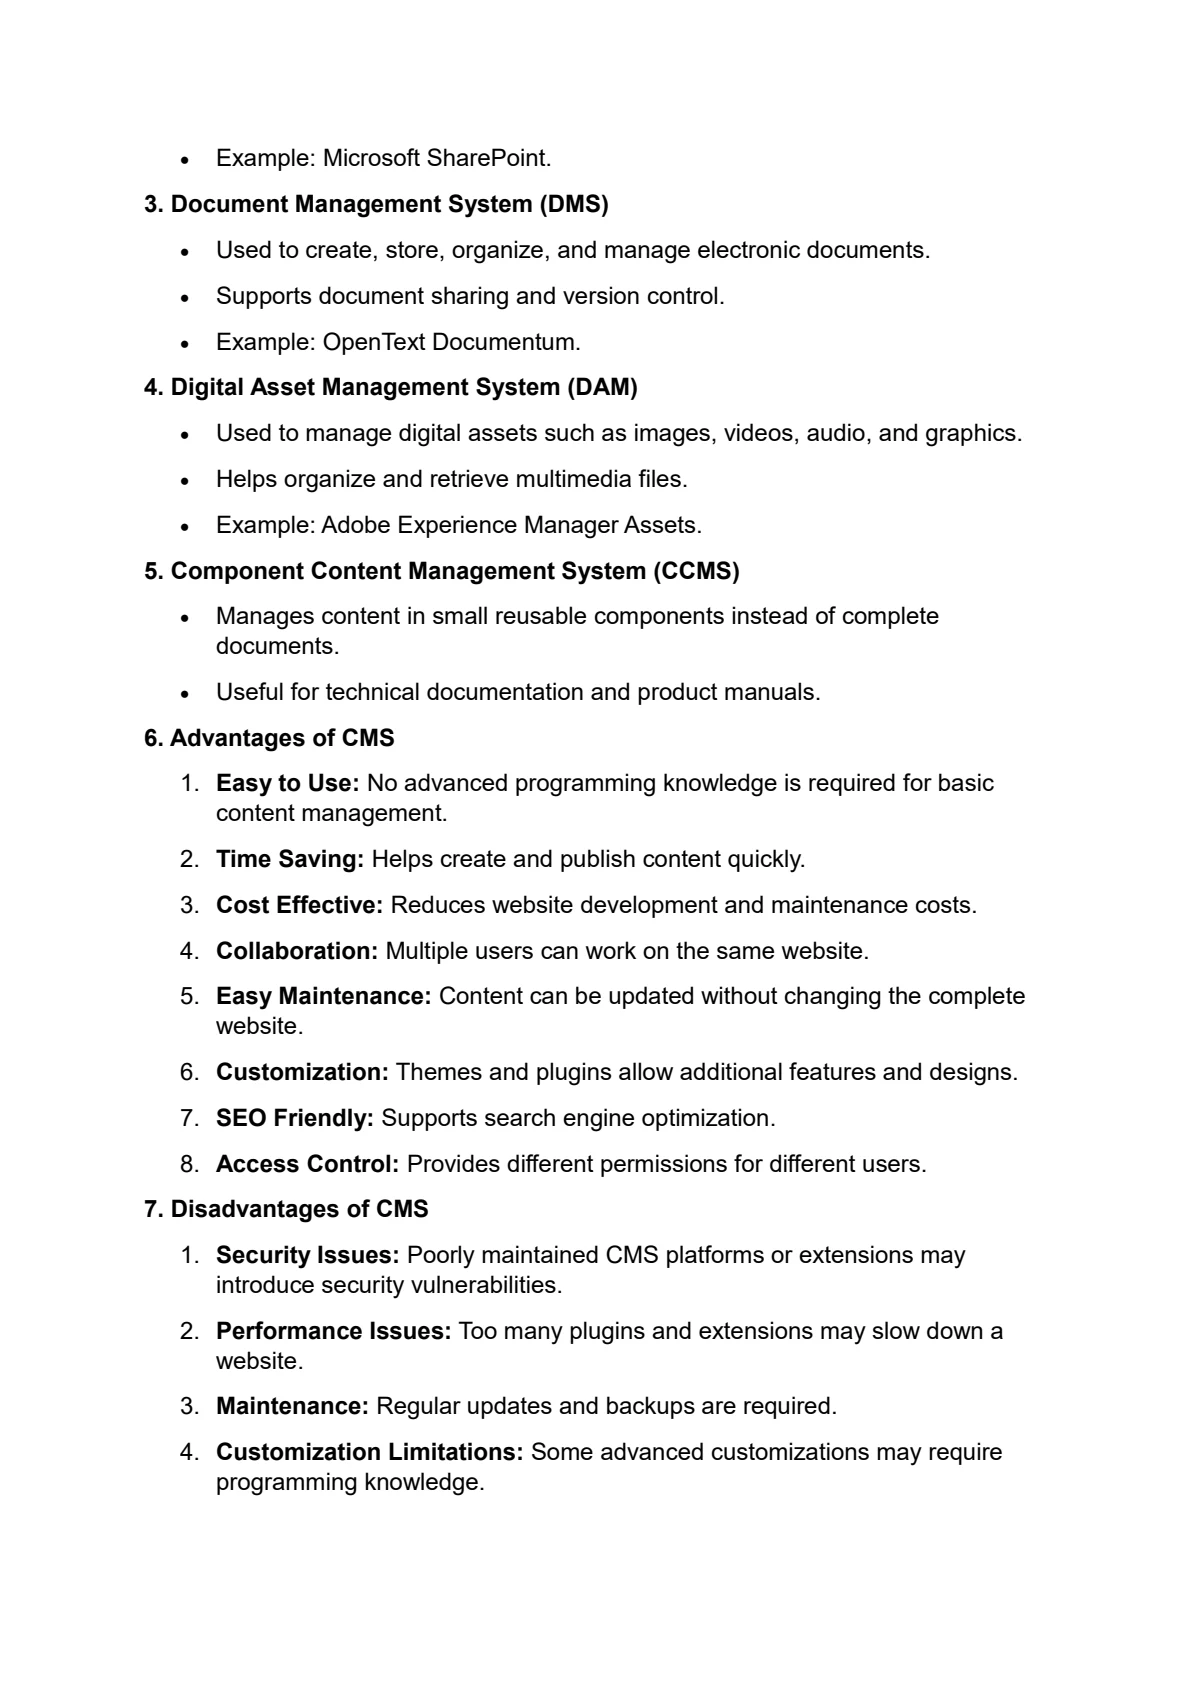 • Example: Microsoft SharePoint.
3. Document Management System (DMS)
• Used to create, store, organize, and manage electronic documents.
• Supports document sharing and version control.
• Example: OpenText Documentum.
4. Digital Asset Management System (DAM)
• Used to manage digital assets such as images, videos, audio, and graphics.
• Helps organize and retrieve multimedia files.
• Example: Adobe Experience Manager Assets.
5. Component Content Management System (CCMS)
• Manages content in small reusable components instead of complete
documents.
• Useful for technical documentation and product manuals.
6. Advantages of CMS
1. Easy to Use: No advanced programming knowledge is required for basic
content management.
2. Time Saving: Helps create and publish content quickly.
3. Cost Effective: Reduces website development and maintenance costs.
4. Collaboration: Multiple users can work on the same website.
5. Easy Maintenance: Content can be updated without changing the complete
website.
6. Customization: Themes and plugins allow additional features and designs.
7. SEO Friendly: Supports search engine optimization.
8. Access Control: Provides different permissions for different users.
7. Disadvantages of CMS
1. Security Issues: Poorly maintained CMS platforms or extensions may
introduce security vulnerabilities.
2. Performance Issues: Too many plugins and extensions may slow down a
website.
3. Maintenance: Regular updates and backups are required.
4. Customization Limitations: Some advanced customizations may require
programming knowledge.